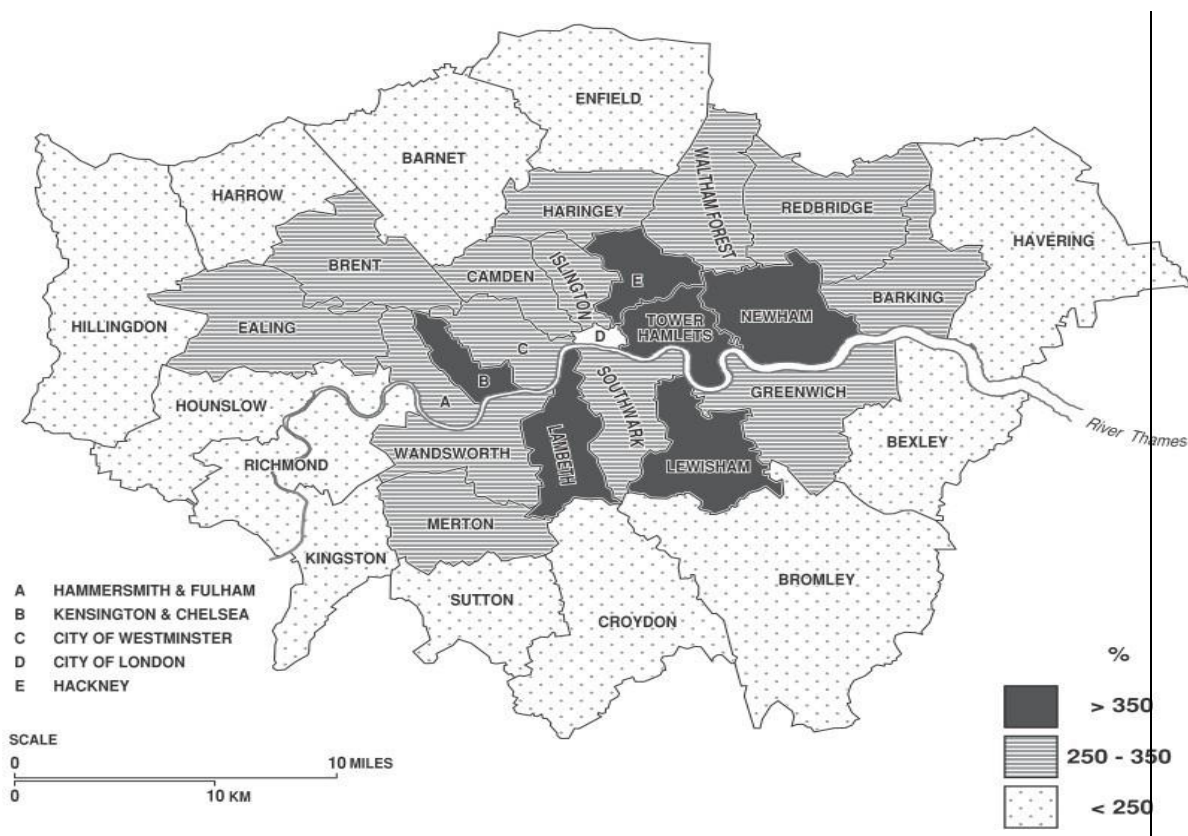 ENFIELD
BARNET
HARROW
HARINGEY
WALTHAM FOREST
REDBRIDGE
HAVERING
BRENT
CAMDEN
ISLINGTON
E
BARKING
HILLINGDON
EALING
TOWER
HAMLETS
NEWHAM
D
C
B
A
HOUNSLOW
SOUTHWARK
GREENWICH
River Thames
RICHMOND
WANDSWORTH
LAMBETH
LEWISHAM
BEXLEY
MERTON
KINGSTON
SUTTON
CROYDON
BROMLEY
A HAMMERSMITH & FULHAM
B KENSINGTON & CHELSEA
C CITY OF WESTMINSTER
D CITY OF LONDON
E HACKNEY
%
> 350
250 - 350
< 250
SCALE
0 10 MILES
0 10 KM